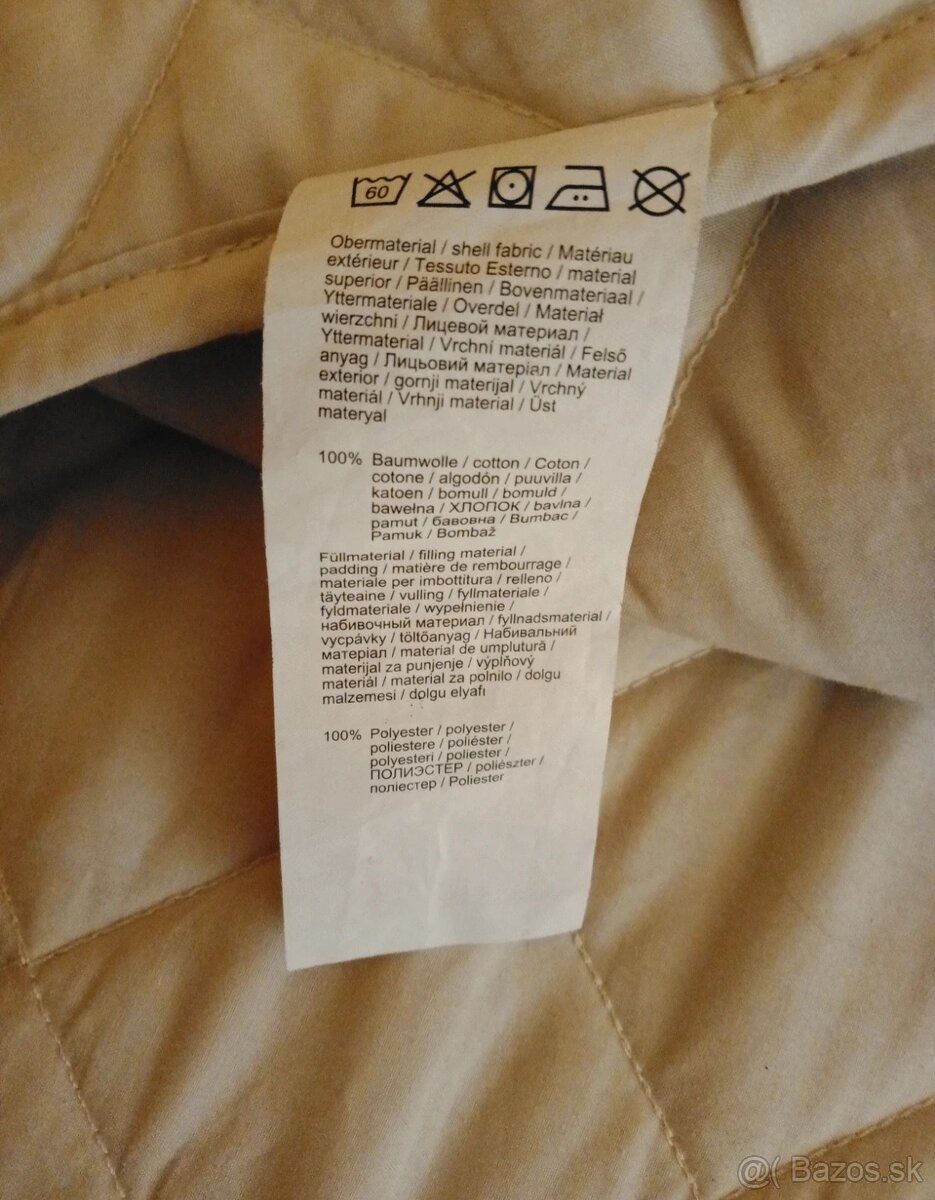 60
Obermaterial / shell fabric / Matériau
extérieur / Tessuto Esterno / material
superior / Päällinen / Bovenmateriaal /
Yttermateriale / Overdel / Materiał
wierzchni / Лицевой материал /
Yttermaterial / Vrchní materiál / Felső
anyag / Лицьовий матеріал / Material
exterior / gornji materijal / Vrchný
materiál / Vrhnji material / Üst
materyal
100% Baumwolle / cotton / Coton /
cotone / algodón / puuvilla /
katoen / bomull / bomuld /
bawełna / ХЛОПОК / bavlna /
pamut / бавовна / Bumbac /
Pamuk / Bombaž
Füllmaterial / filling material /
padding / matière de rembourrage /
materiale per imbottitura / relleno /
täyteaine / vulling / fyllmateriale /
fyldmateriale / wypełnienie /
набивочный материал / fyllnadsmaterial /
vycpávky / töltőanyag / Набивальний
матеріал / material de umplutură /
materijal za punjenje / výplňový
materiál / material za polnilo / dolgu
malzemesi / dolgu elyafı
100% Polyester / polyester /
poliestere / poliéster /
polyesteri / poliester /
ПОЛИЭСТЕР / poliészter /
поліестер / Poliester
@( Bazos.sk